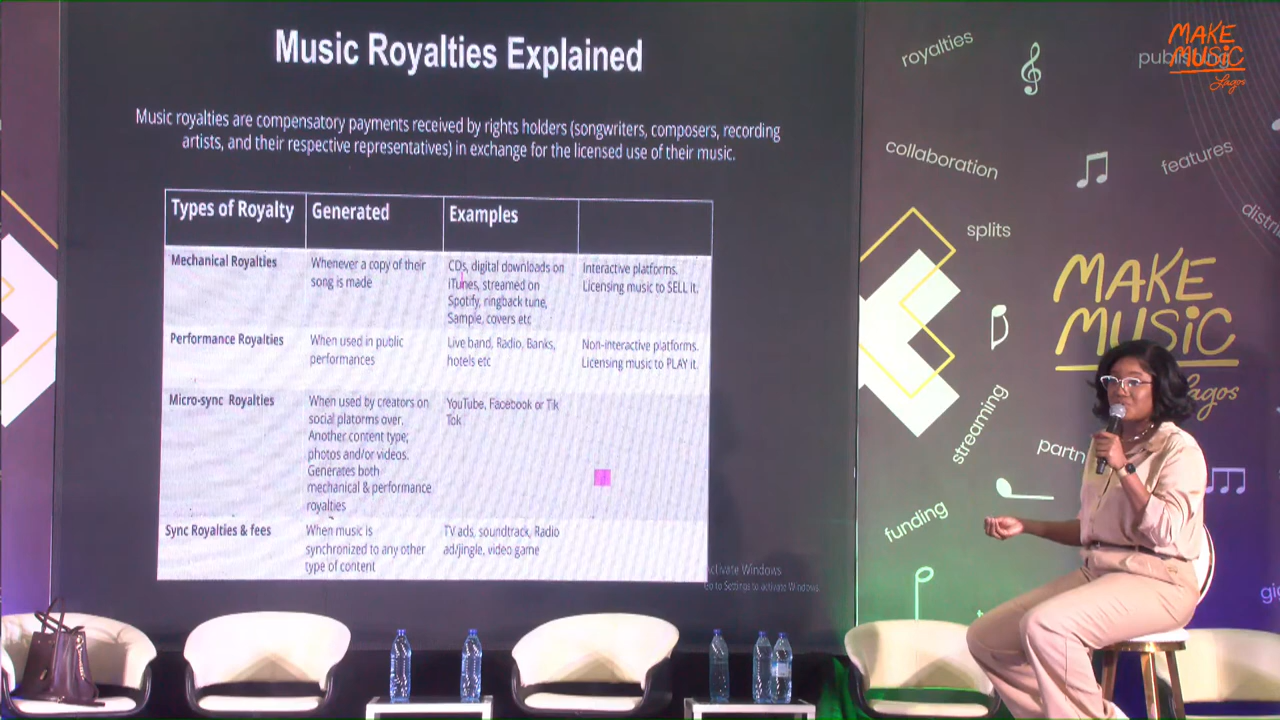 Music Royalties Explained
Music royalties are compensatory payments received by rights holders (songwriters, composers, recording
artists, and their respective representatives) in exchange for the licensed use of their music.
Types of Royalty
Generated
Examples
Mechanical Royalties
Whenever a copy of their
song is made
CDs, digital downloads on
iTunes, streamed on
Spotify, ringback tune,
Sample, covers etc
Interactive platforms.
Licensing music to SELL it.
Performance Royalties
When used in public
performances
Live band, Radio, Banks,
hotels etc
Non-interactive platforms.
Licensing music to PLAY it.
Micro-sync Royalties
When used by creators on
social platorms over.
Another content type;
photos and/or videos.
Generates both
mechanical & performance
royalties
YouTube, Facebook or Tik
Tok
Sync Royalties & fees
When music is
synchronized to any other
type of content
TV ads, soundtrack, Radio
ad/jingle, video game
Activate Windows
Go to Settings to activate Windows.
royalties
publishing
MAKE
MUSIC
Lagos
collaboration
features
distri
splits
MAKE
MUSIC
Lagos
streaming
partn
funding
gi